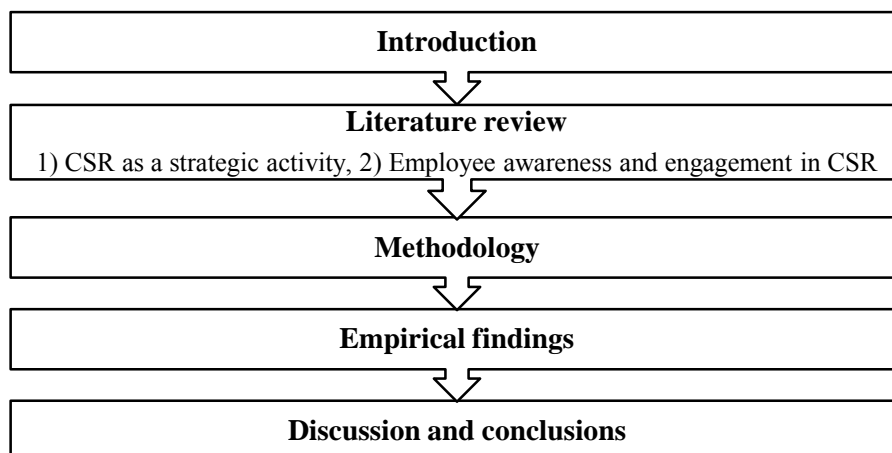 Introduction
Literature review
1) CSR as a strategic activity, 2) Employee awareness and engagement in CSR
Methodology
Empirical findings
Discussion and conclusions